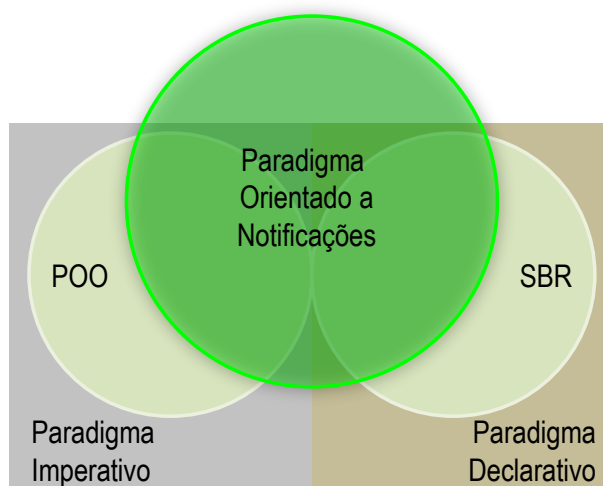 Paradigma
Orientado a
Notificações
POO
SBR
Paradigma
Imperativo
Paradigma
Declarativo